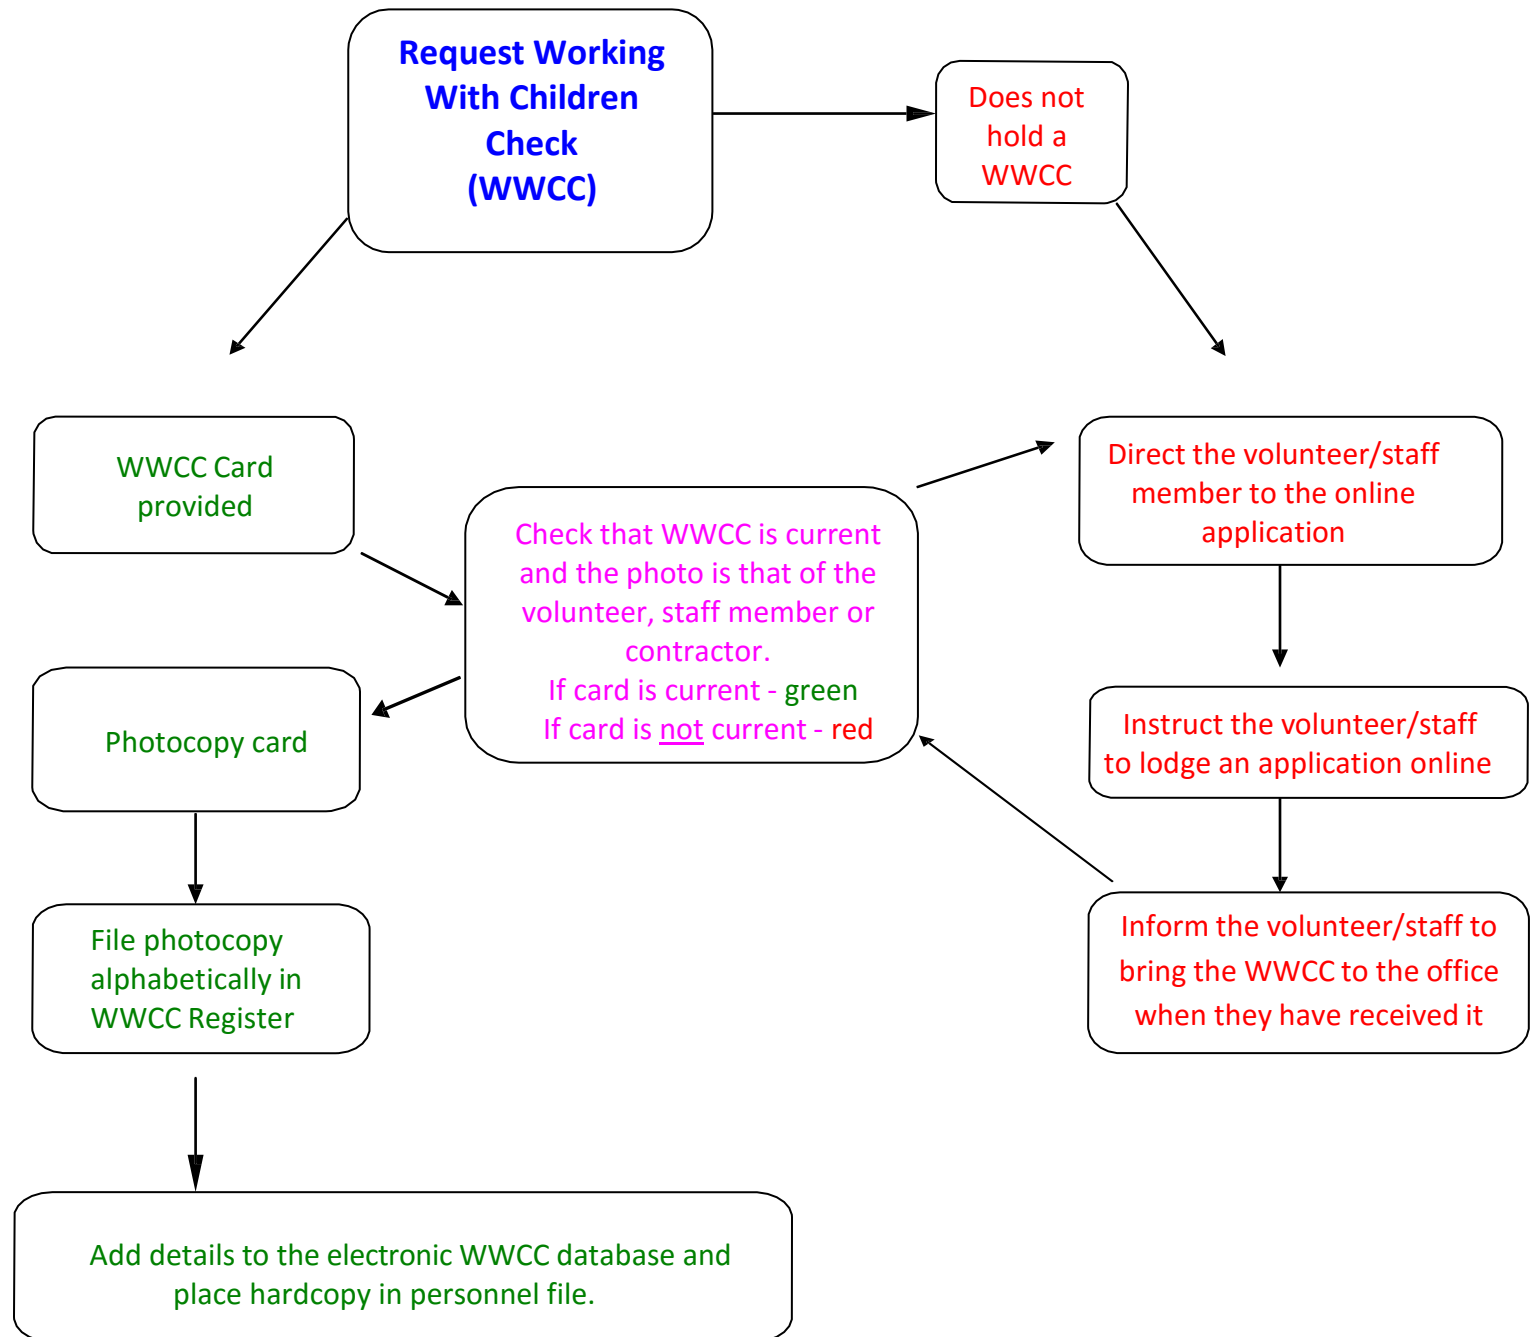 Request Working
With Children
Check
(WWCC)
Does not
hold a
WWCC
WWCC Card
provided
Check that WWCC is current
and the photo is that of the
volunteer, staff member or
contractor.
If card is current - green
If card is not current - red
Direct the volunteer/staff
member to the online
application
Photocopy card
Instruct the volunteer/staff
to lodge an application online
File photocopy
alphabetically in
WWCC Register
Inform the volunteer/staff to
bring the WWCC to the office
when they have received it
Add details to the electronic WWCC database and
place hardcopy in personnel file.